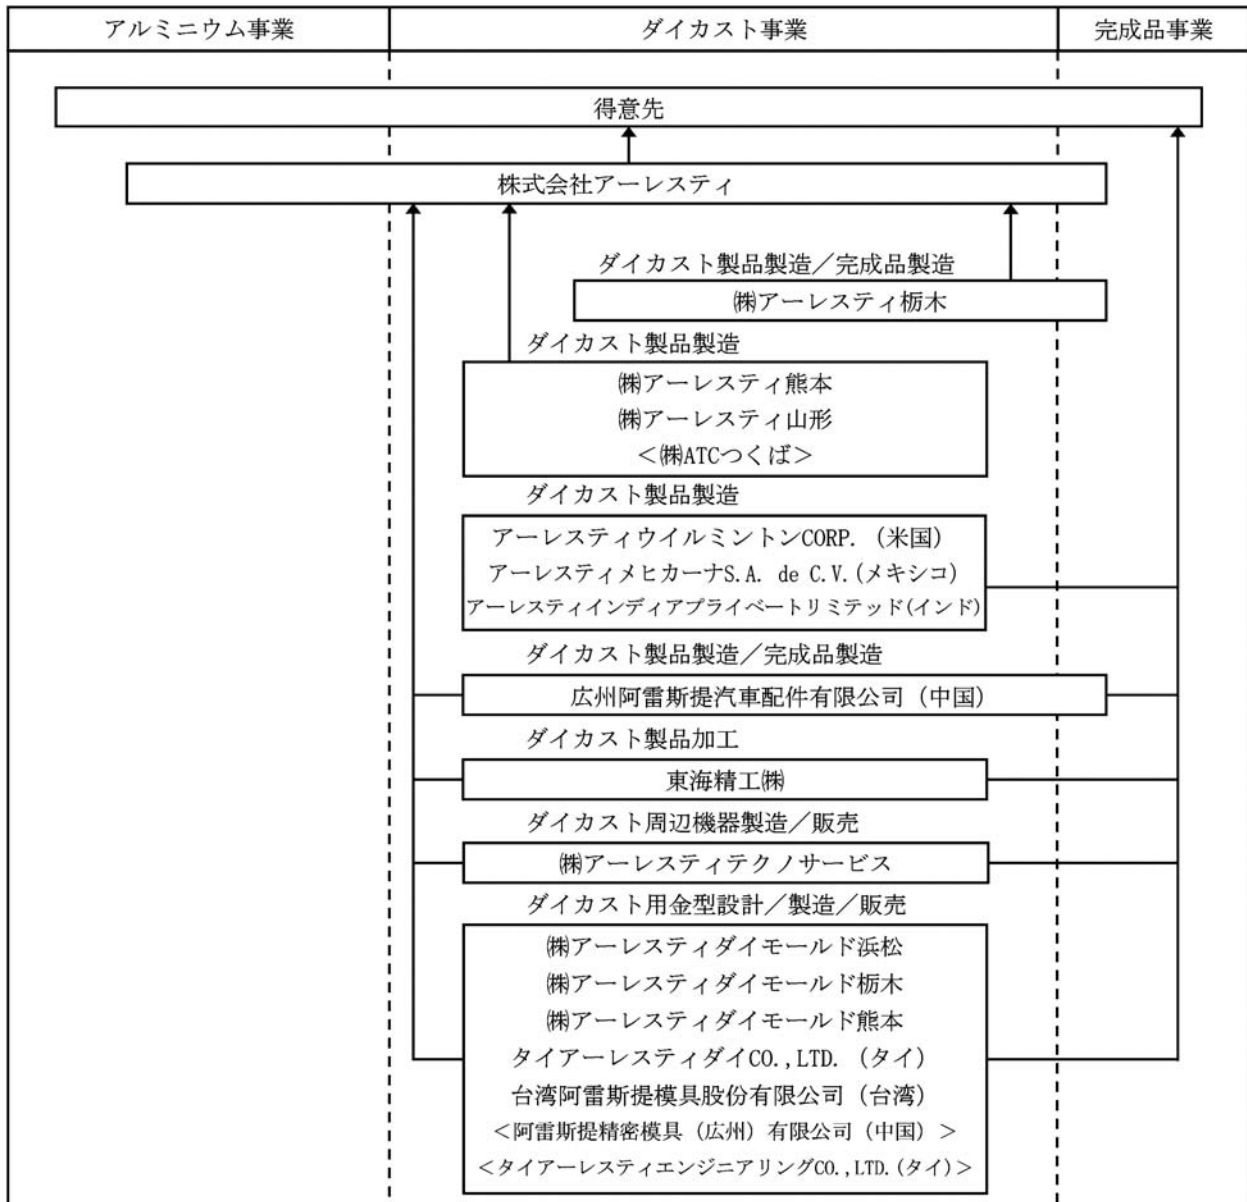 アルミニウム事業
ダイカスト事業
完成品事業
得意先
株式会社アーレスティ
ダイカスト製品製造／完成品製造
㈱アーレスティ栃木
ダイカスト製品製造
㈱アーレスティ熊本
㈱アーレスティ山形
＜㈱ATCつくば＞
ダイカスト製品製造
アーレスティウイルミントンCORP.（米国）
アーレスティメヒカーナS.A. de C.V.(メキシコ)
アーレスティインディアプライベートリミテッド(インド)
ダイカスト製品製造／完成品製造
広州阿雷斯提汽車配件有限公司（中国）
ダイカスト製品加工
東海精工㈱
ダイカスト周辺機器製造／販売
㈱アーレスティテクノサービス
ダイカスト用金型設計／製造／販売
㈱アーレスティダイモールド浜松
㈱アーレスティダイモールド栃木
㈱アーレスティダイモールド熊本
タイアーレスティダイCO.,LTD.（タイ）
台湾阿雷斯提模具股份有限公司（台湾）
＜阿雷斯提精密模具（広州）有限公司（中国）＞
＜タイアーレスティエンジニアリングCO.,LTD.(タイ)＞